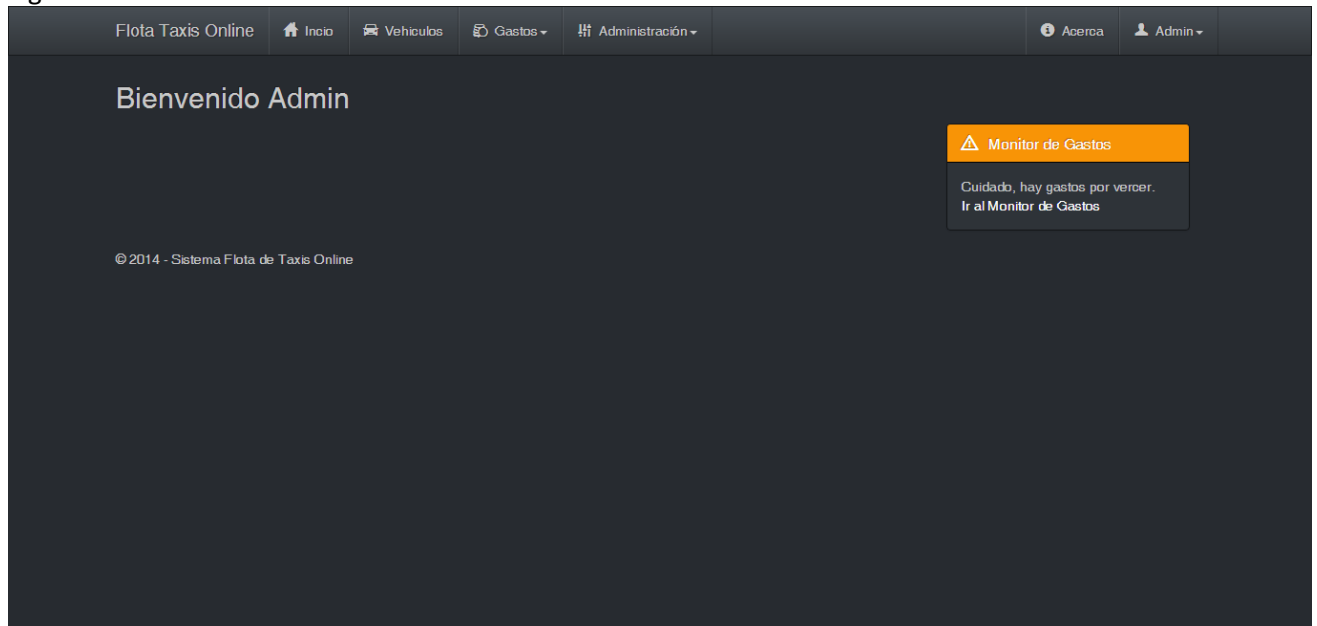 Flota Taxis Online Incio Vehiculos Gastos Administración Acerca Admin
Bienvenido Admin
Monitor de Gastos
Cuidado, hay gastos por vercer.
Ir al Monitor de Gastos
© 2014 - Sistema Flota de Taxis Online